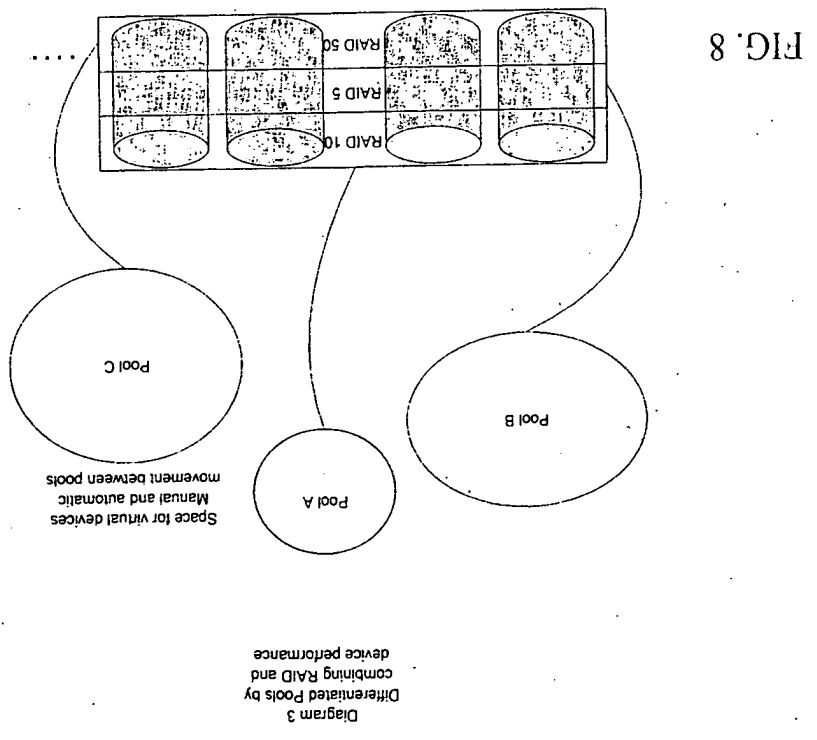 Diagram 3
Differentiated Pools by
combining RAID and
device performance
Space for virtual devices
Manual and automatic
movement between pools
Pool A
Pool B
Pool C
RAID 10
RAID 5
RAID 50
.....
FIG. 8